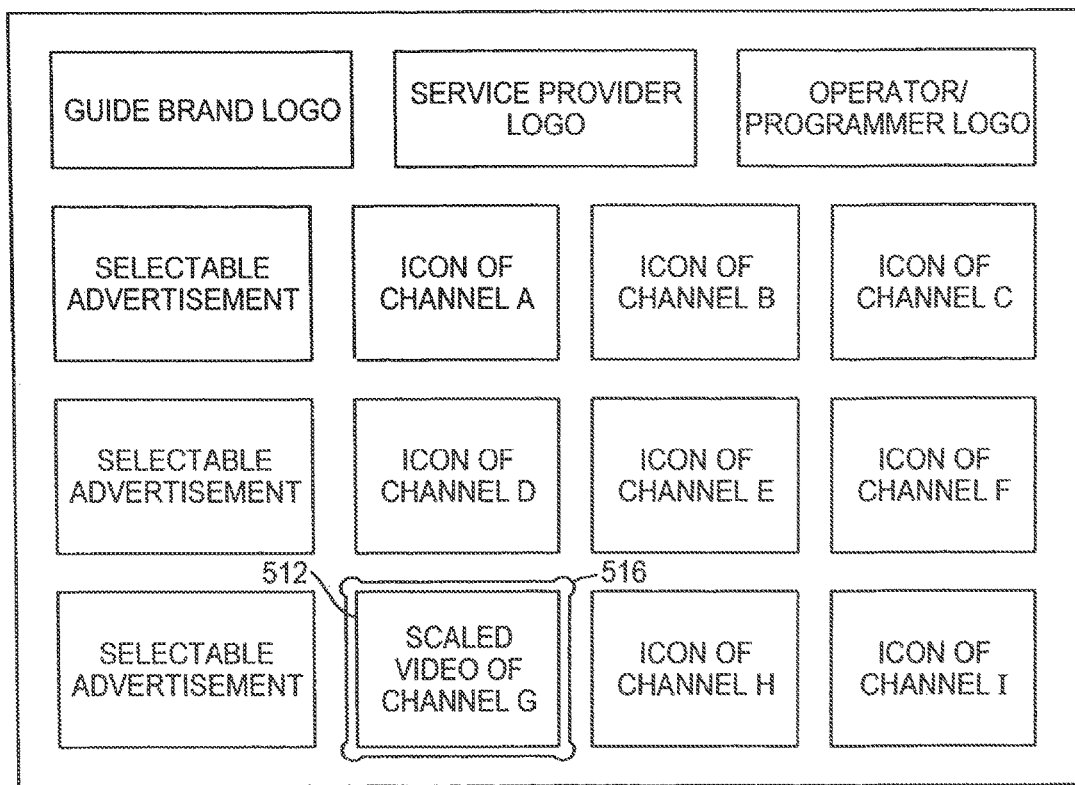 GUIDE BRAND LOGO
SERVICE PROVIDER
LOGO
OPERATOR/
PROGRAMMER LOGO
SELECTABLE
ADVERTISEMENT
ICON OF
CHANNEL A
ICON OF
CHANNEL B
ICON OF
CHANNEL C
SELECTABLE
ADVERTISEMENT
ICON OF
CHANNEL D
ICON OF
CHANNEL E
ICON OF
CHANNEL F
512
516
SELECTABLE
ADVERTISEMENT
SCALED
VIDEO OF
CHANNEL G
ICON OF
CHANNEL H
ICON OF
CHANNEL I